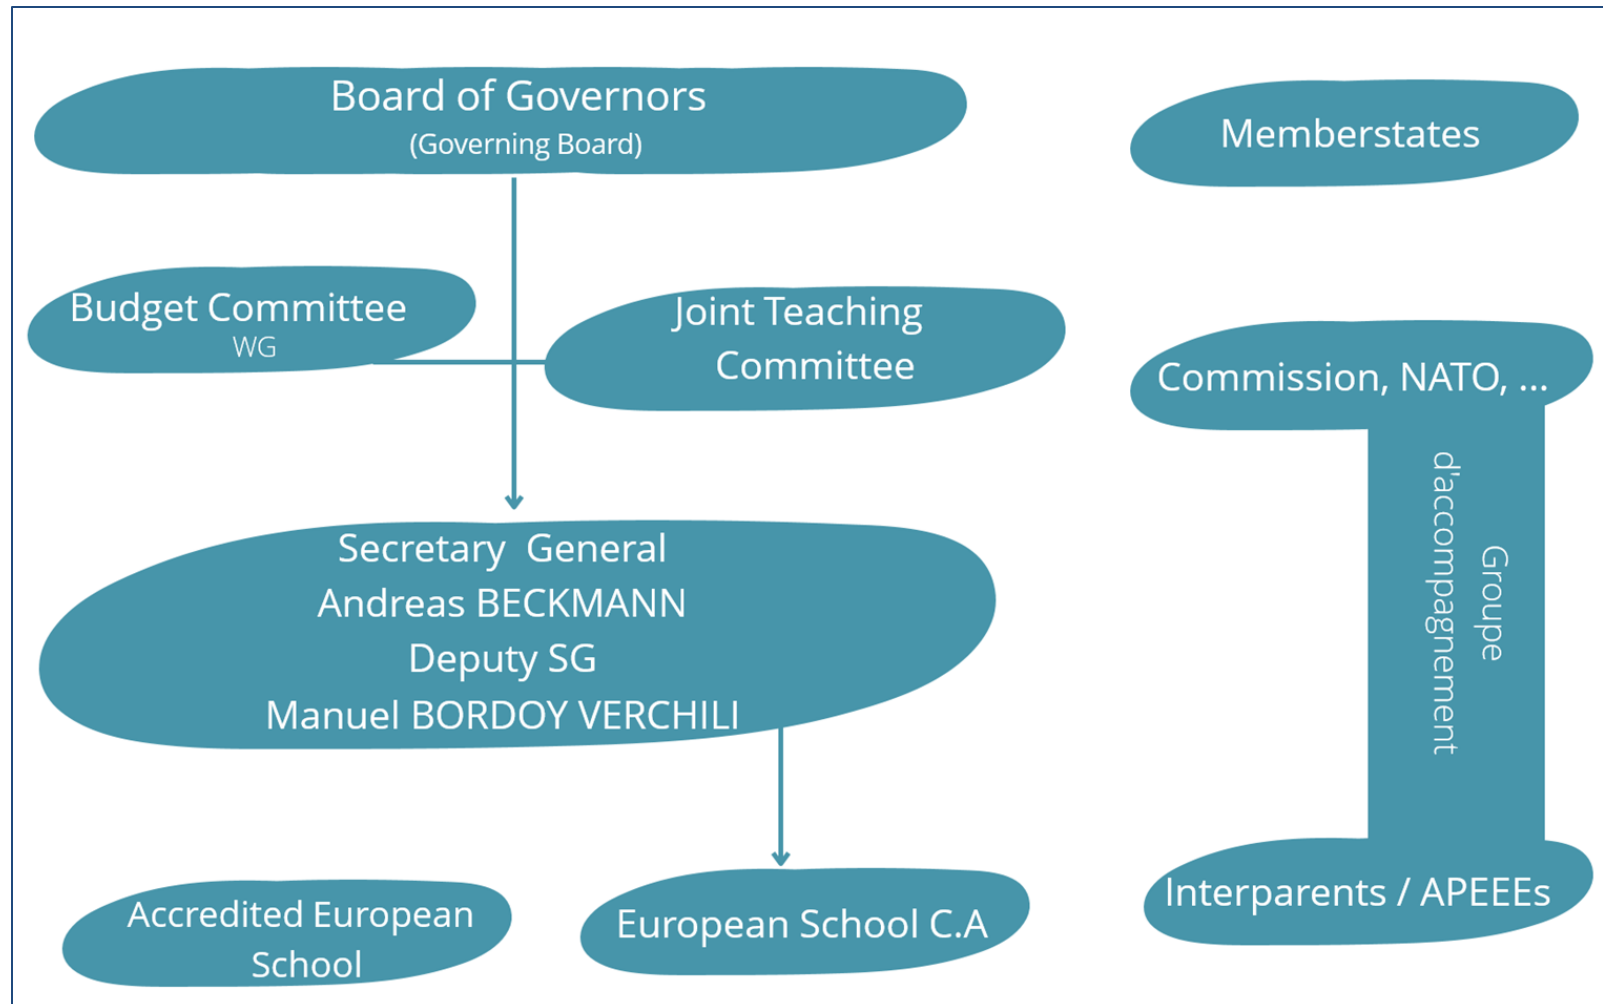 Board of Governors
(Governing Board)
Memberstates
Budget Committee
WG
Joint Teaching
Committee
Commission, NATO, ...
Groupe
d'accompagnement
Secretary General
Andreas BECKMANN
Deputy SG
Manuel BORDOY VERCHILI
Accredited European
School
European School C.A
Interparents / APEEEs